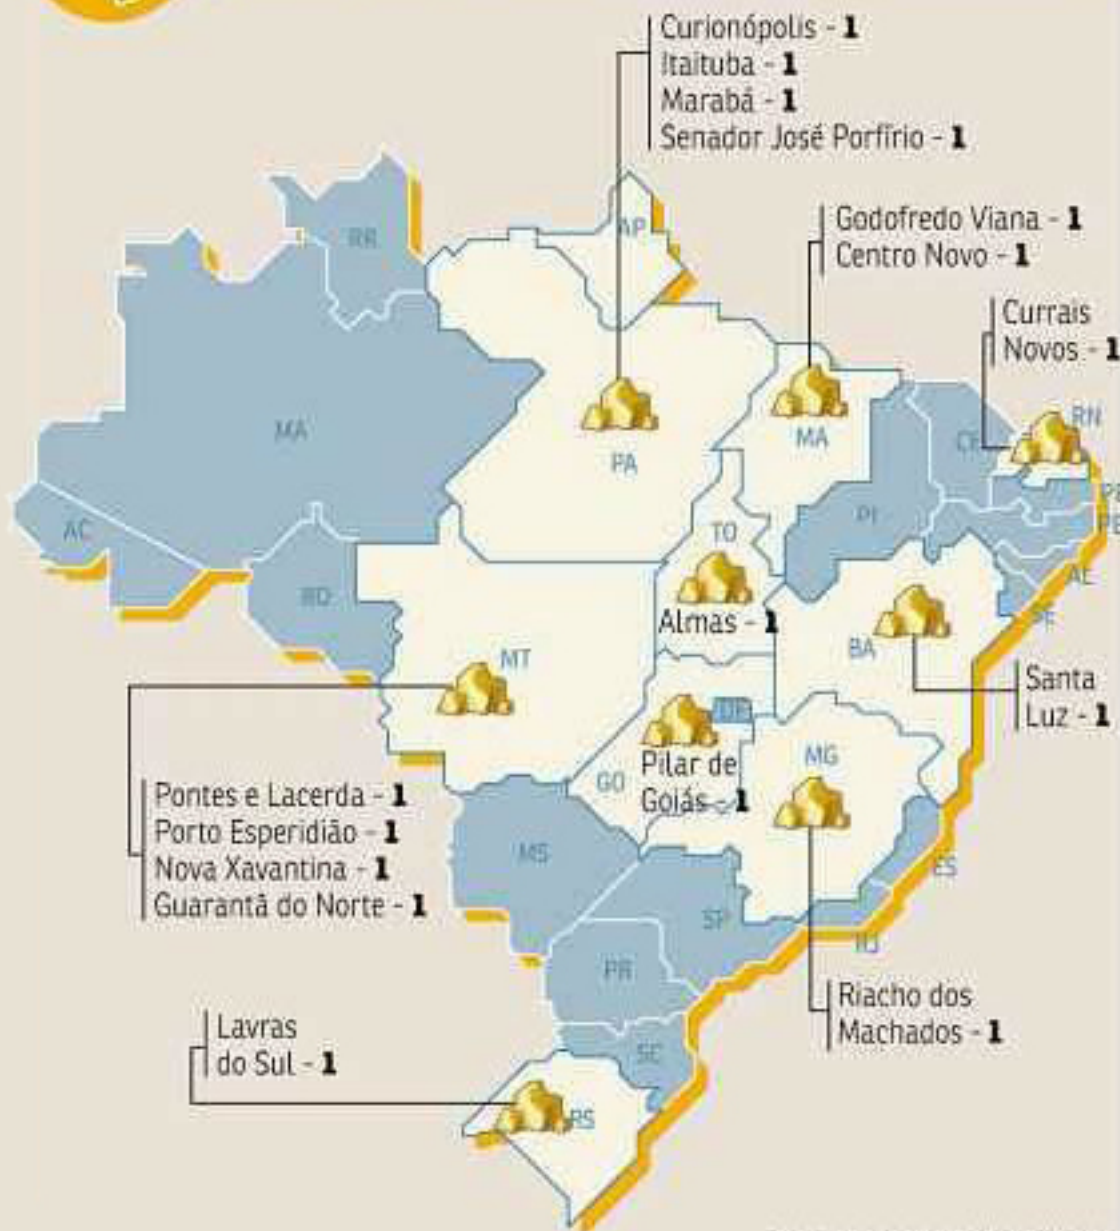 Curionópolis - 1
Itaituba - 1
Marabá - 1
Senador José Porfírio - 1
Godofredo Viana - 1
Centro Novo - 1
Currais
Novos - 1
RR
AP
MA
PA
MA
CE
RN
PI
AC
RO
TO
Almas - 1
AL
SE
BA
MT
DF
Santa
Luz - 1
GO
Pilar de
Goiás - 1
MG
Pontes e Lacerda - 1
Porto Esperidião - 1
Nova Xavantina - 1
Guarantã do Norte - 1
MS
ES
SP
RJ
PR
Riacho dos
Machados - 1
Lavras
do Sul - 1
SC
RS